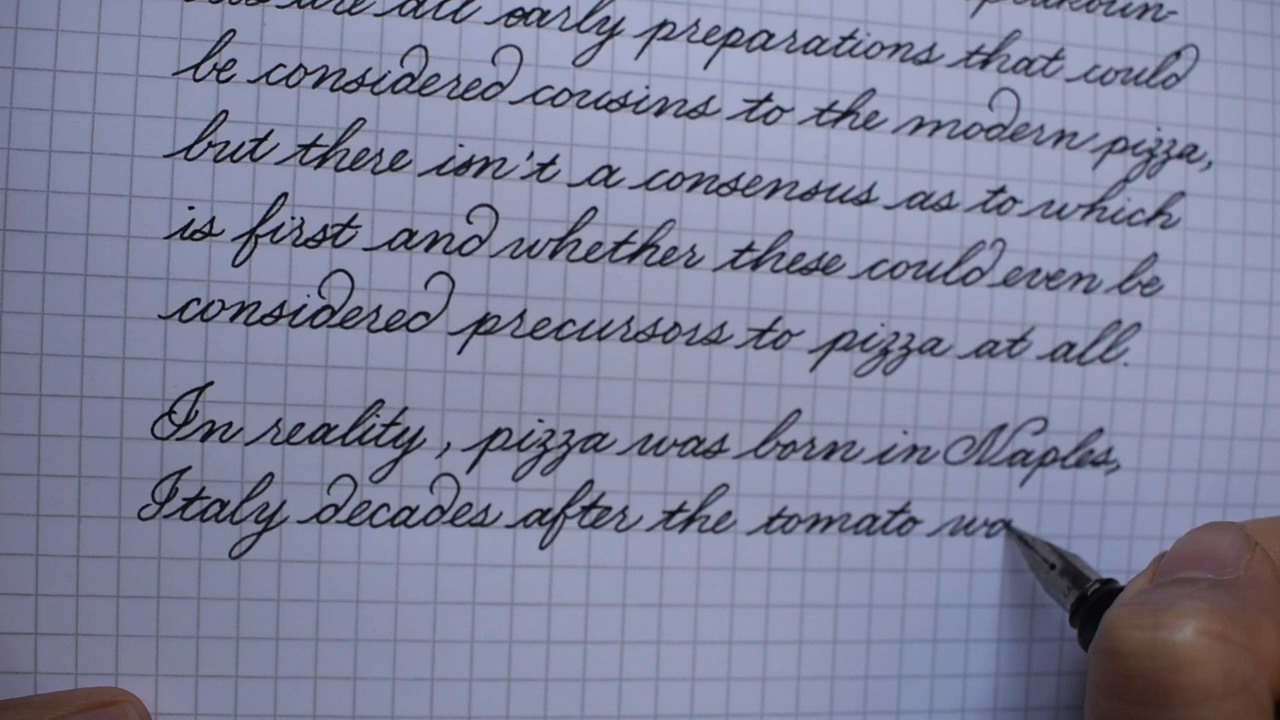 are all early preparations that could
be considered cousins to the modern pizza,
but there isn't a consensus as to which
is first and whether these could even be
considered precursors to pizza at all.
In reality, pizza was born in Naples,
Italy decades after the tomato wa